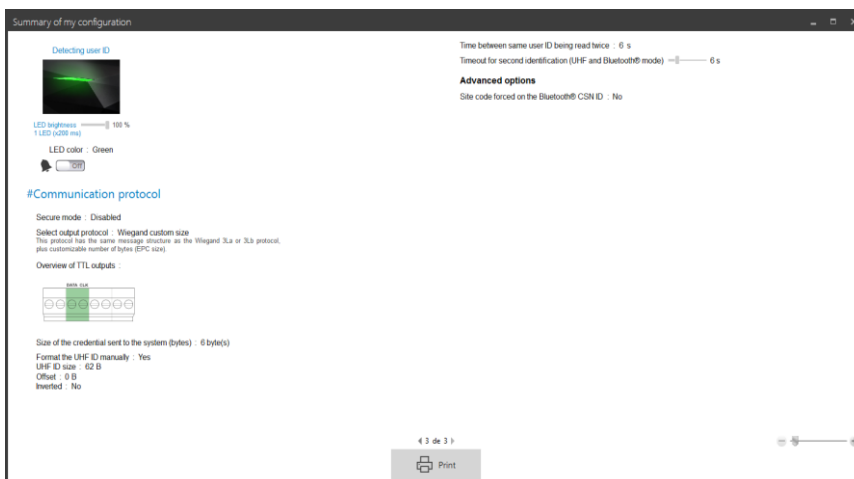 Summary of my configuration
Detecting user ID
LED brightness 100 %
1 LED (x200 ms)
LED color : Green
Off
#Communication protocol
Secure mode : Disabled
Select output protocol : Wiegand custom size
This protocol has the same message structure as the Wiegand 3La or 3Lb protocol,
plus customizable number of bytes (EPC size)
Overview of TTL outputs :
DATA CLK
Size of the credential sent to the system (bytes) : 6 byte(s)
Format the UHF ID manually : Yes
UHF ID size : 62 B
Offset : 0 B
Inverted : No
Time between same user ID being read twice : 6 s
Timeout for second identification (UHF and Bluetooth® mode) 6 s
Advanced options
Site code forced on the Bluetooth® CSN ID : No
3 de 3
Print